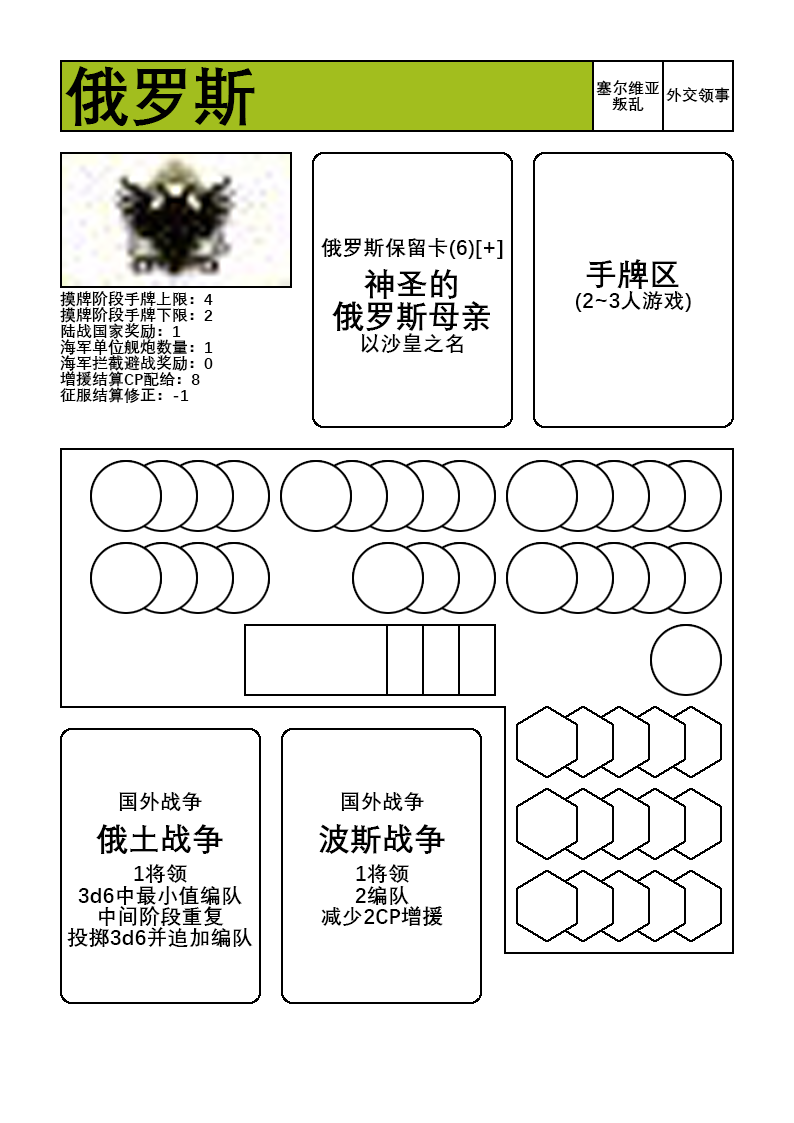 俄罗斯
塞尔维亚
叛乱
外交领事
摸牌阶段手牌上限：4
摸牌阶段手牌下限：2
陆战国家奖励：1
海军单位舰炮数量：1
海军拦截避战奖励：0
增援结算CP配给：8
征服结算修正：-1
俄罗斯保留卡(6)[+]
神圣的
俄罗斯母亲
以沙皇之名
手牌区
(2~3人游戏)
国外战争
俄土战争
1将领
3d6中最小值编队
中间阶段重复
投掷3d6并追加编队
国外战争
波斯战争
1将领
2编队
减少2CP增援